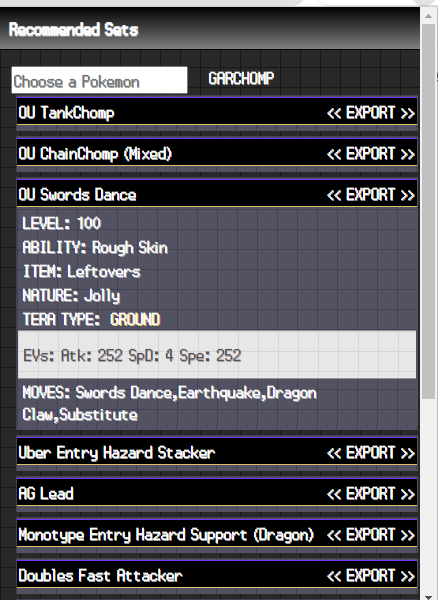 Recommended Sets
Choose a Pokemon GARCHOMP
OU TankChomp << EXPORT >>
OU ChainChomp (Mixed) << EXPORT >>
OU Swords Dance << EXPORT >>
LEVEL: 100
ABILITY: Rough Skin
ITEM: Leftovers
NATURE: Jolly
TERA TYPE: GROUND
EVs: Atk: 252 SpD: 4 Spe: 252
MOVES: Swords Dance,Earthquake,Dragon
Claw,Substitute
Uber Entry Hazard Stacker << EXPORT >>
AG Lead << EXPORT >>
Monotype Entry Hazard Support (Dragon) << EXPORT >>
Doubles Fast Attacker << EXPORT >>